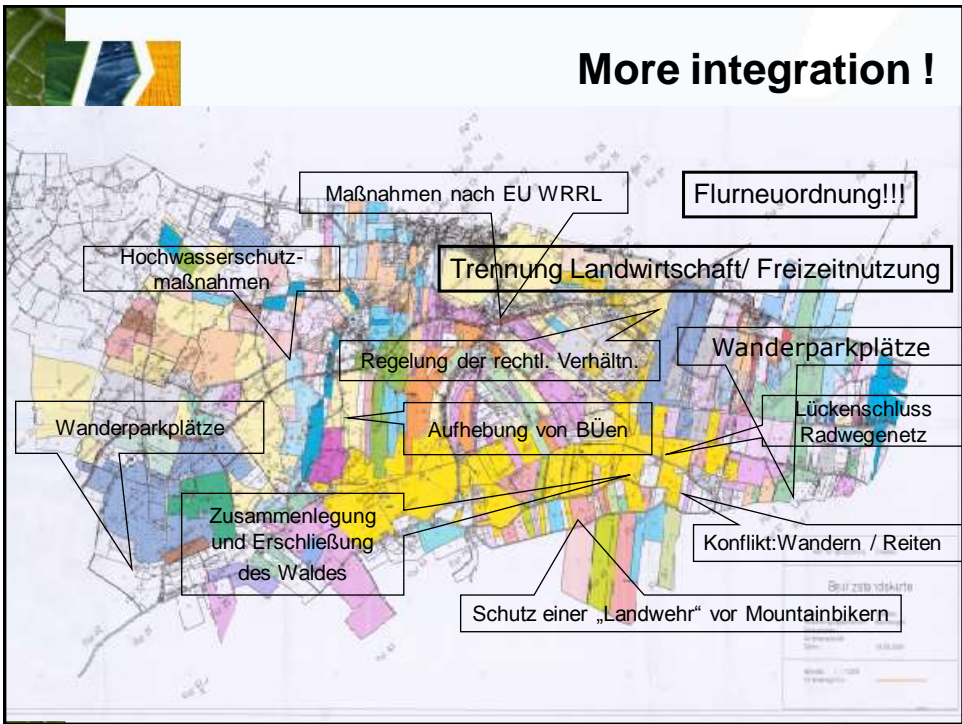 More integration !
Maßnahmen nach EU WRRL
Flurneuordnung!!!
Hochwasserschutz-
maßnahmen
Trennung Landwirtschaft/ Freizeitnutzung
Regelung der rechtl. Verhältn.
Wanderparkplätze
Wanderparkplätze
Aufhebung von BÜen
Lückenschluss
Radwegenetz
Zusammenlegung
und Erschließung
des Waldes
Konflikt:Wandern / Reiten
Schutz einer „Landwehr“ vor Mountainbikern